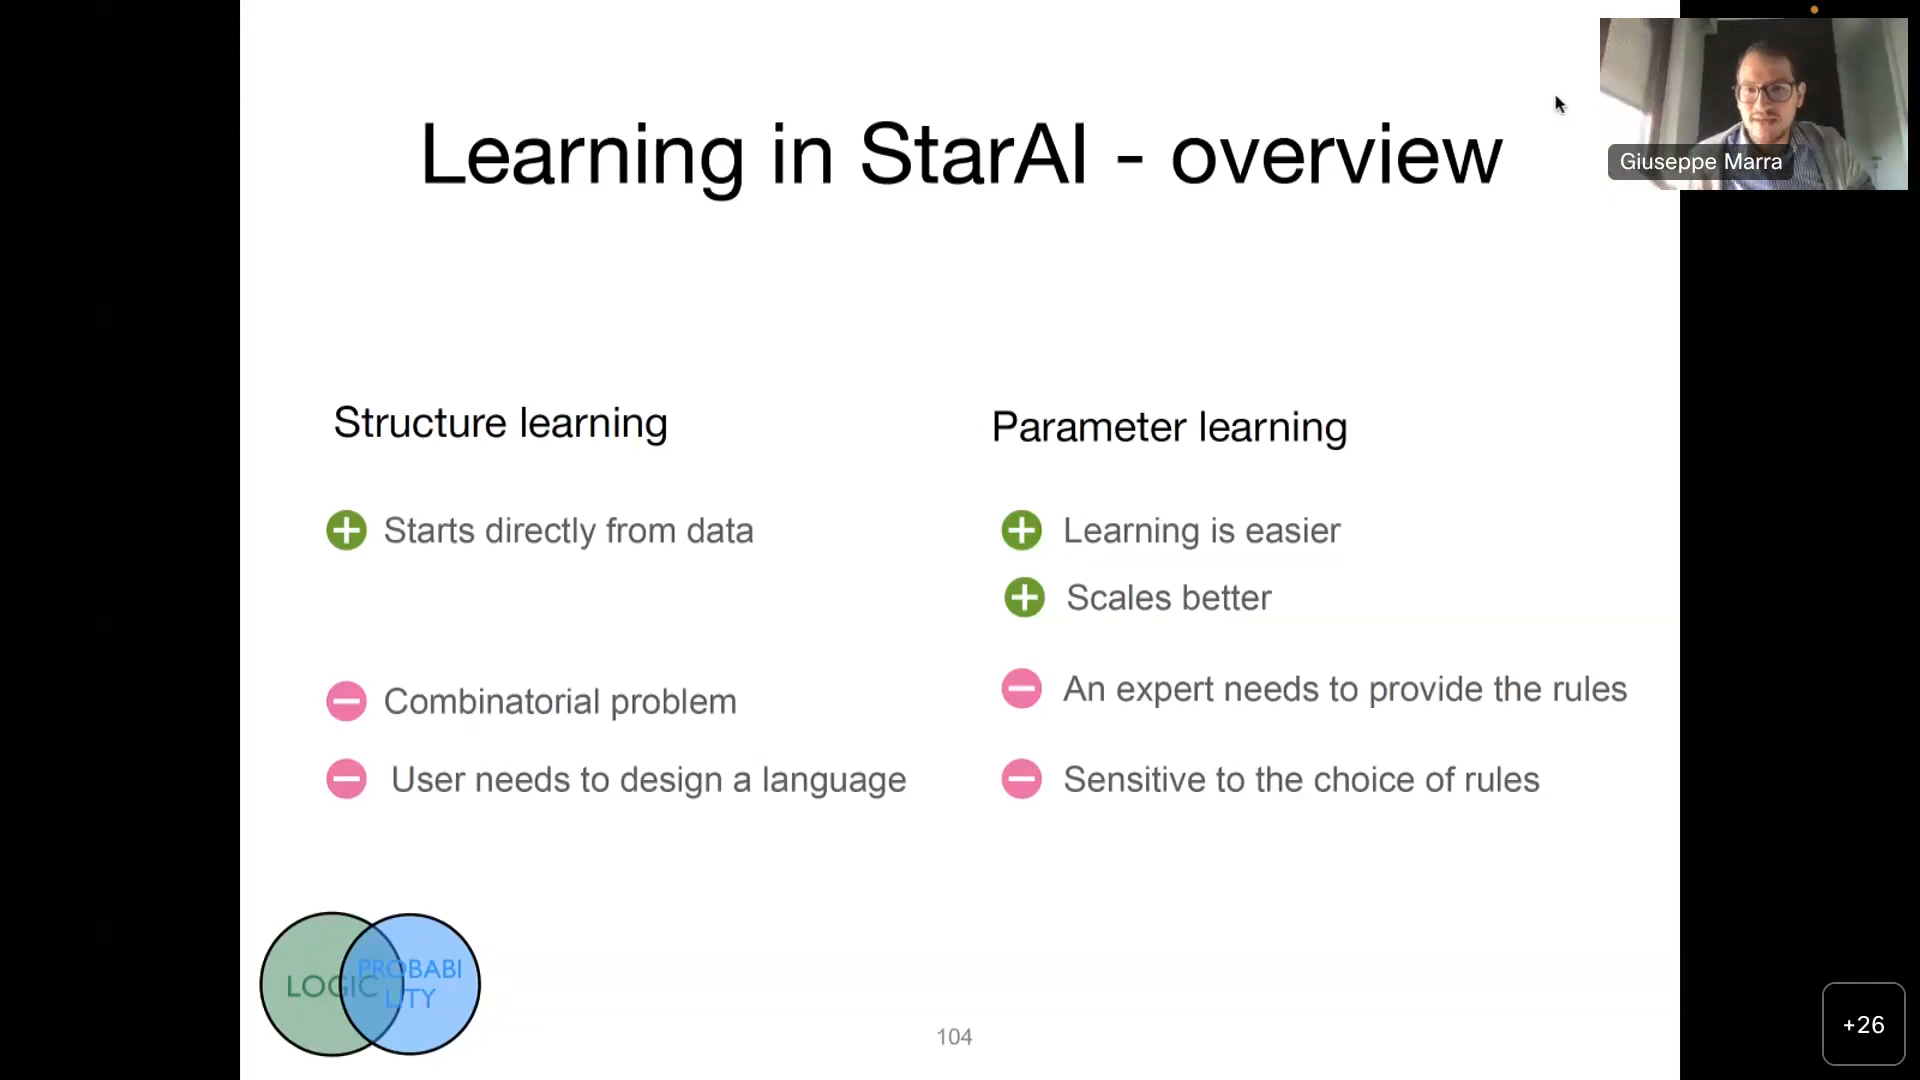 Learning in StarAI - overview
Giuseppe Marra
Structure learning
Starts directly from data
Combinatorial problem
User needs to design a language
Parameter learning
Learning is easier
Scales better
An expert needs to provide the rules
Sensitive to the choice of rules
LOGIC
PROBABI
LITY
104
+26